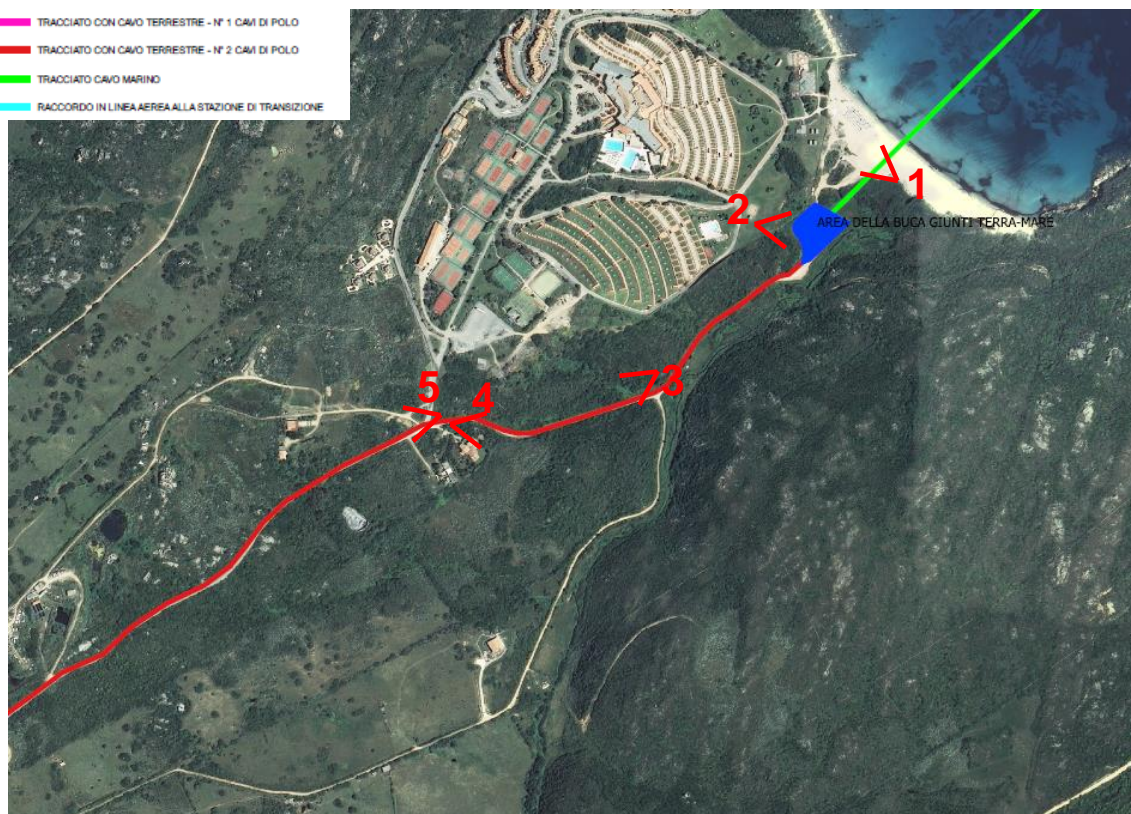 TRACCIATO CON CAVO TERRESTRE - N° 1 CAVI DI POLO
TRACCIATO CON CAVO TERRESTRE - N° 2 CAVI DI POLO
TRACCIATO CAVO MARINO
RACCORDO IN LINEA AEREA ALLA STAZIONE DI TRANSIZIONE
1
2
AREA DELLA BUCA GIUNTI TERRA-MARE
3
5
4